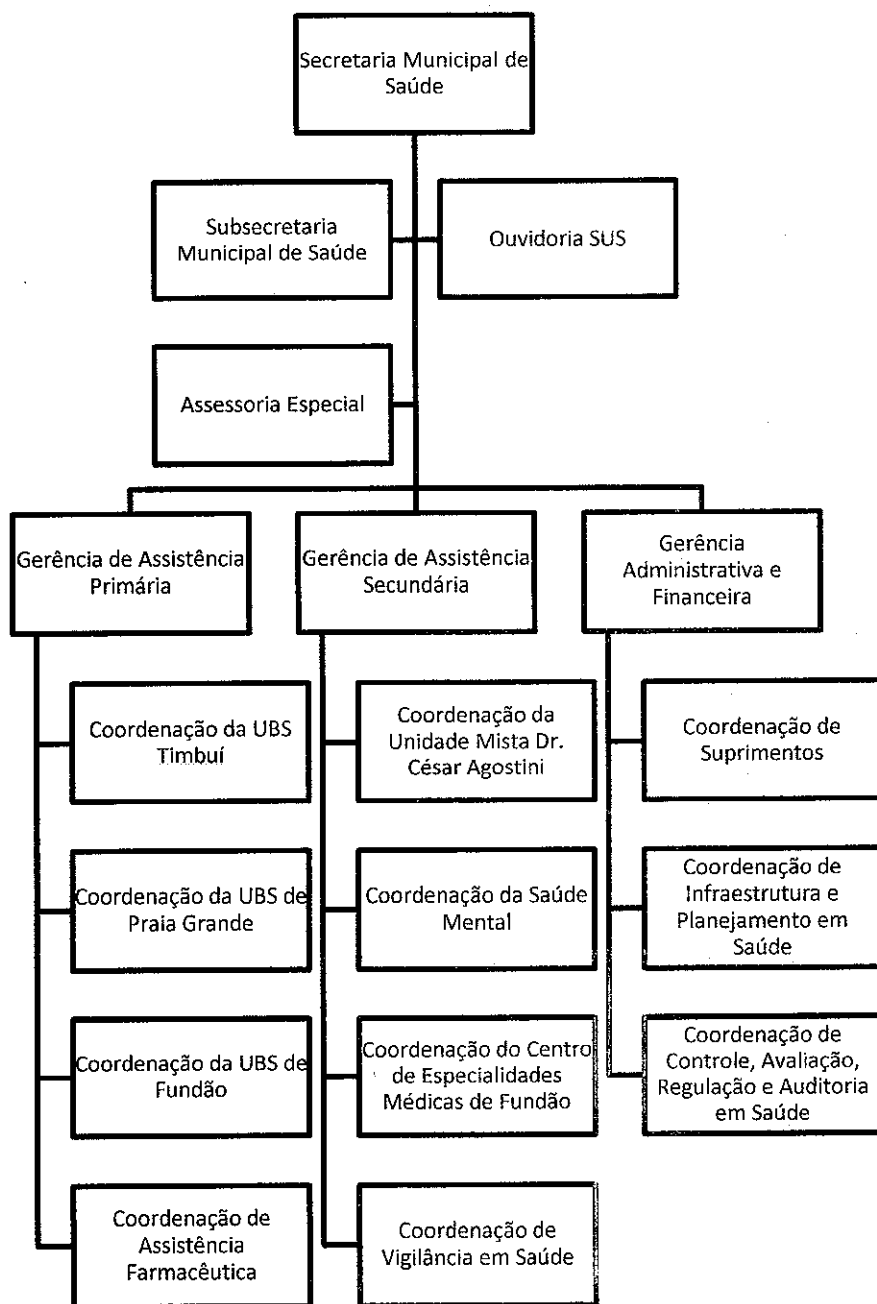 Secretaria Municipal de
Saúde
Subsecretaria
Municipal de Saúde
Ouvidoria SUS
Assessoria Especial
Gerência de Assistência
Primária
Gerência de Assistência
Secundária
Gerência
Administrativa e
Financeira
Coordenação da UBS
Timbuí
Coordenação da
Unidade Mista Dr.
César Agostini
Coordenação de
Suprimentos
Coordenação da UBS de
Praia Grande
Coordenação da Saúde
Mental
Coordenação de
Infraestrutura e
Planejamento em
Saúde
Coordenação da UBS de
Fundão
Coordenação do Centro
de Especialidades
Médicas de Fundão
Coordenação de
Controle, Avaliação,
Regulação e Auditoria
em Saúde
Coordenação de
Assistência
Farmacêutica
Coordenação de
Vigilância em Saúde